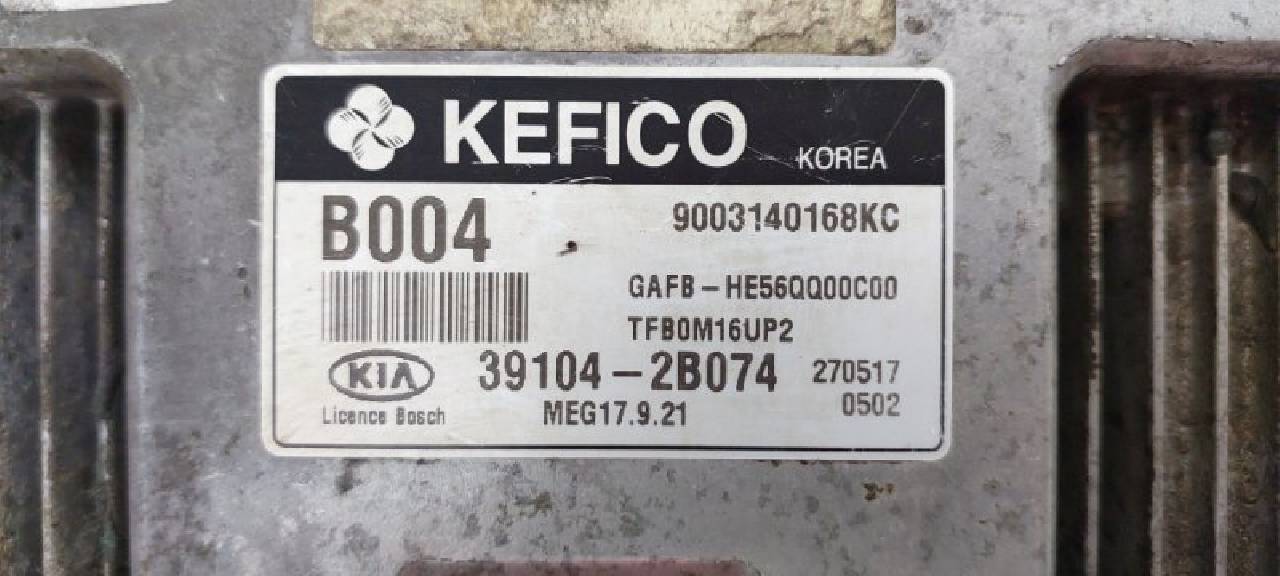 KEFICO KOREA
B004 9003140168KC
GAFB-HE56QQ00C00
TFB0M16UP2
KIA 39104-2B074 270517
Licence Bosch MEG17.9.21 0502